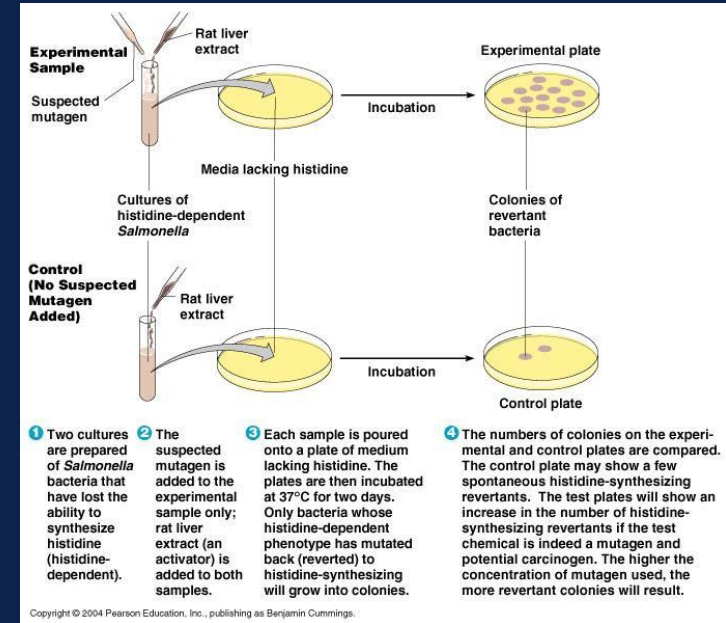 Rat liver
extract
Experimental
Sample
Suspected
mutagen
Experimental plate
Incubation
Media lacking histidine
Cultures of
histidine-dependent
Salmonella
Colonies of
revertant
bacteria
Control
(No Suspected
Mutagen
Added)
Rat liver
extract
Incubation
Control plate
1 Two cultures
are prepared
of Salmonella
bacteria that
have lost the
ability to
synthesize
histidine
(histidine-
dependent).
2 The
suspected
mutagen is
added to the
experimental
sample only;
rat liver
extract (an
activator) is
added to both
samples.
3 Each sample is poured
onto a plate of medium
lacking histidine. The
plates are then incubated
at 37°C for two days.
Only bacteria whose
histidine-dependent
phenotype has mutated
back (reverted) to
histidine-synthesizing
will grow into colonies.
4 The numbers of colonies on the experi-
mental and control plates are compared.
The control plate may show a few
spontaneous histidine-synthesizing
revertants. The test plates will show an
increase in the number of histidine-
synthesizing revertants if the test
chemical is indeed a mutagen and
potential carcinogen. The higher the
concentration of mutagen used, the
more revertant colonies will result.
Copyright © 2004 Pearson Education, Inc., publishing as Benjamin Cummings.